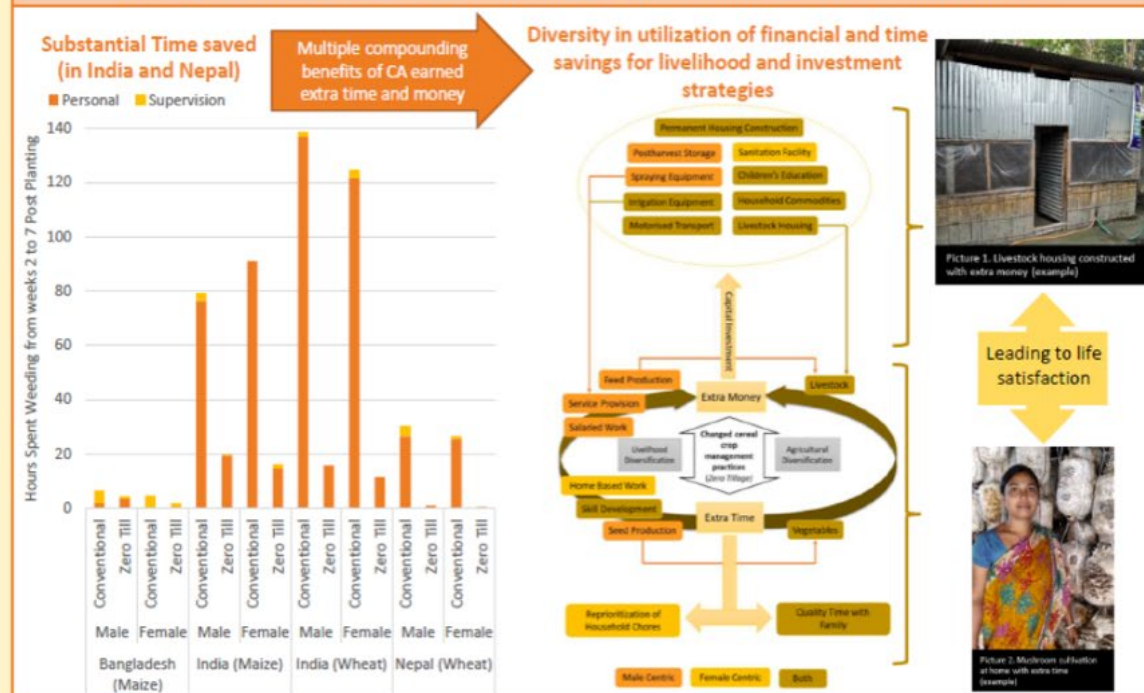 Substantial Time saved
(in India and Nepal)
Personal
Supervision
Hours Spent Weeding from weeks 2 to 7 Post Planting
140
120
100
80
60
40
20
0
Conventional
Zero Till
Conventional
Zero Till
Conventional
Zero Till
Conventional
Zero Till
Conventional
Zero Till
Conventional
Zero Till
Conventional
Zero Till
Conventional
Zero Till
Male
Female
Male
Female
Male
Female
Male
Female
Bangladesh
(Maize)
India (Maize)
India (Wheat)
Nepal (Wheat)
Multiple compounding
benefits of CA earned
extra time and money
Diversity in utilization of financial and time
savings for livelihood and investment
strategies
Permanent Housing Construction
Postharvest Storage
Sanitation Facility
Spraying Equipment
Children's Education
Irrigation Equipment
Household Commodities
Motorised Transport
Livestock Housing
Capital Investment
Feed Production
Livestock
Service Provision
Extra Money
Salaried Work
Livelihood
Diversification
Changed cereal
crop
management
practices
(Zero Tillage)
Agricultural
Diversification
Home Based Work
Skill Development
Extra Time
Seed Production
Vegetables
Reprioritization of
Household Chores
Quality Time with
Family
Male Centric
Female Centric
Both
Picture 1. Livestock housing constructed
with extra money (example)
Leading to life
satisfaction
Picture 2. Mushroom cultivation
at home with extra time
(example)